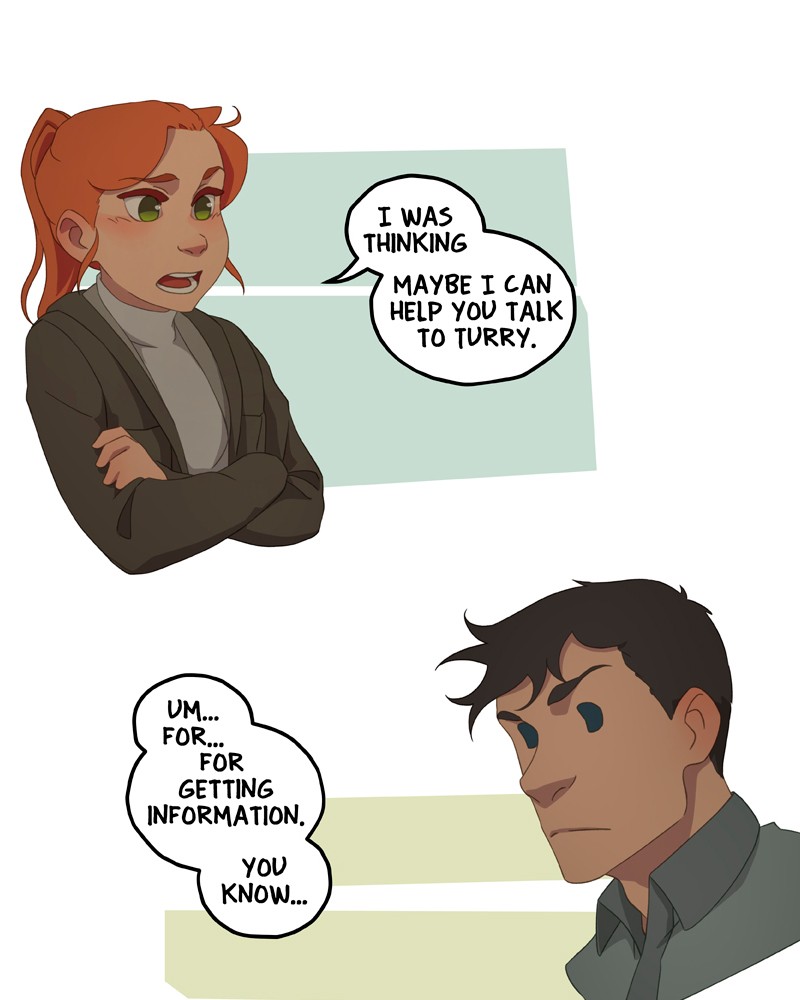 I WAS
THINKING
MAYBE I CAN
HELP YOU TALK
TO TURRY.
UM...
FOR...
FOR
GETTING
INFORMATION.
YOU
KNOW...